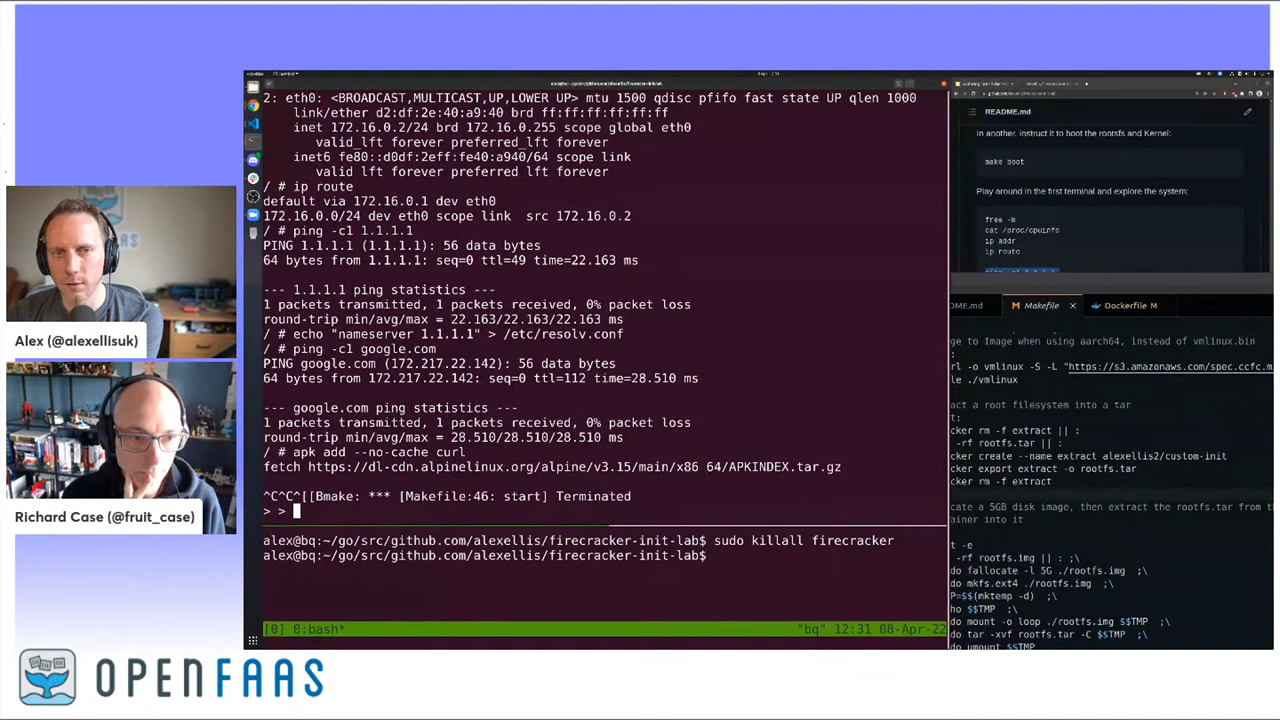 2: eth0: <BROADCAST,MULTICAST,UP,LOWER UP> mtu 1500 qdisc pfifo fast state UP qlen 1000
link/ether d2:df:2e:40:a9:40 brd ff:ff:ff:ff:ff:ff
inet 172.16.0.2/24 brd 172.16.0.255 scope global eth0
valid_lft forever preferred_lft forever
inet6 fe80::d0df:2eff:fe40:a940/64 scope link
valid lft forever preferred lft forever
/ # ip route
default via 172.16.0.1 dev eth0
172.16.0.0/24 dev eth0 scope link  src 172.16.0.2
/ # ping -c1 1.1.1.1
PING 1.1.1.1 (1.1.1.1): 56 data bytes
64 bytes from 1.1.1.1: seq=0 ttl=49 time=22.163 ms
--- 1.1.1.1 ping statistics ---
1 packets transmitted, 1 packets received, 0% packet loss
round-trip min/avg/max = 22.163/22.163/22.163 ms
/ # echo "nameserver 1.1.1.1" > /etc/resolv.conf
/ # ping -c1 google.com
PING google.com (172.217.22.142): 56 data bytes
64 bytes from 172.217.22.142: seq=0 ttl=112 time=28.510 ms
--- google.com ping statistics ---
1 packets transmitted, 1 packets received, 0% packet loss
round-trip min/avg/max = 28.510/28.510/28.510 ms
/ # apk add --no-cache curl
fetch https://dl-cdn.alpinelinux.org/alpine/v3.15/main/x86 64/APKINDEX.tar.gz
^C^C^[[Bmake: *** [Makefile:46: start] Terminated
> >
alex@bq:~/go/src/github.com/alexellis/firecracker-init-lab$ sudo killall firecracker
alex@bq:~/go/src/github.com/alexellis/firecracker-init-lab$
[0] 0:bash* "bq" 12:31 08-Apr-22
README.md
In another, instruct it to boot the rootsfs and Kernel:
make boot
Play around in the first terminal and explore the system:
free -m
cat /proc/cpuinfo
ip addr
ip route
ME.md Makefile Dockerfile M
ge to Image when using aarch64, instead of vmlinux.bin
:
rl -o vmlinux -S -L "https://s3.amazonaws.com/spec.ccfc.m
le ./vmlinux
act a root filesystem into a tar
t:
cker rm -f extract || :
-rf rootfs.tar || :
cker create --name extract alexellis2/custom-init
cker export extract -o rootfs.tar
cker rm -f extract
cate a 5GB disk image, then extract the rootfs.tar from th
ainer into it
t -e
-rf rootfs.img || : ;\
do fallocate -l 5G ./rootfs.img ;\
do mkfs.ext4 ./rootfs.img ;\
P=$$(mktemp -d) ;\
ho $$TMP ;\
do mount -o loop ./rootfs.img $$TMP ;\
do tar -xvf rootfs.tar -C $$TMP ;\
do umount $$TMP
Alex (@alexellisuk)
Richard Case (@fruit_case)
OPENFAAS